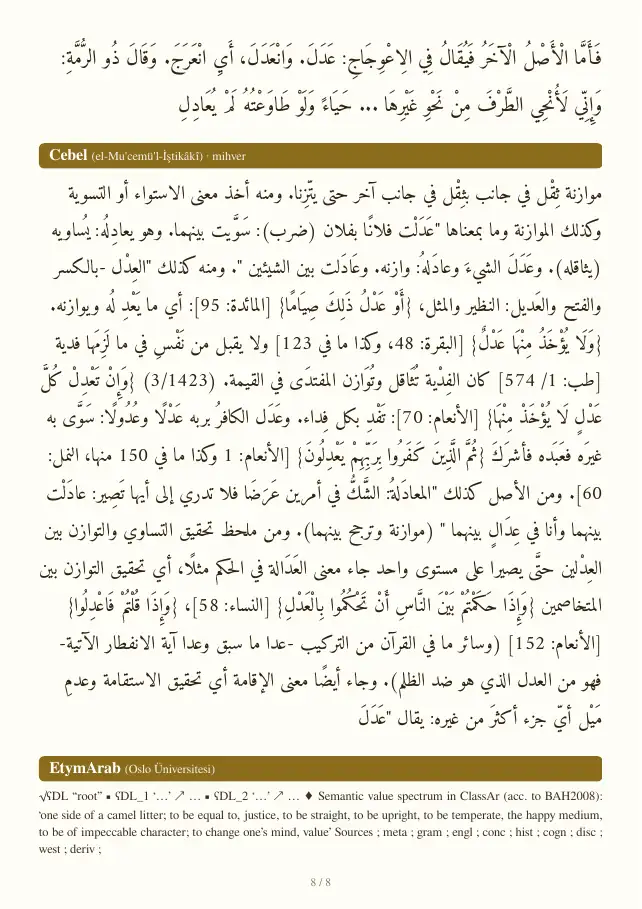 فَأَمَّا الْأَصْلُ الْآخَرُ فَيُقَالُ فِي الِاعْوِجَاجِ: عَدَلَ. وَانْعَدَلَ، أَيِ انْعَرَجَ. وَقَالَ ذُو الرُّمَّةِ:
وَإِنِّي لَأُنْحِي الطَّرْفَ مِنْ نَحْوِ غَيْرِهَا ... حَيَاءً وَلَوْ طَاوَعْتُهُ لَمْ يُعَادِلِ
Cebel (el-Mu'cemü'l-İştikâkî) · mihver
موازنة ثِقْل في جانب بثِقْل في جانب آخر حتى يتّزِنا. ومنه أخذ معنى الاستواء أو التسوية
وكذلك الموازنة وما بمعناها "عَدَلْت فلانًا بفلان (ضرب): سَوَّيت بينهما. وهو يعادِلُه: يُساويه
(يثاقله). وعَدَلَ الشيءَ وعادَلَهُ: وازنه. وعَادَلت بين الشيئين ". ومنه كذلك "العِدْل -بالكسر
والفتح والعَديل: النظير والمثل، {أَوْ عَدْلُ ذَلِكَ صِيَامًا} [المائدة: 95]: أي ما يَعْدِ لُه ويوازنه.
{وَلَا يُؤْخَذُ مِنْهَا عَدْلٌ} [البقرة: 48، وكذا ما في 123] ولا يقبل من نَفْسِ في ما لَزِمَها فدية
[طب: 1/ 574] كان الفِدْية تُثَاقل وتُوَازن المفتدَى في القيمة. (3/1423) {وَإِنْ تَعْدِلْ كُلَّ
عَدْلٍ لَا يُؤْخَذْ مِنْهَا} [الأنعام: 70]: تَفْدِ بكل فِداء. وعَدَل الكافرُ بربه عَدْلًا وعُدُولًا: سَوَّى به
غيرَه فعَبَده فأشرَكَ {ثُمَّ الَّذِينَ كَفَرُوا بِرَبِّهِمْ يَعْدِلُونَ} [الأنعام: 1 وكذا ما في 150 منها، النمل:
60]. ومن الأصل كذلك "المعادَلَةُ: الشَّكُّ في أمرين عَرَضَا فلا تدري إلى أيها تَصِير: عادَلْت
بينهما وأنا في عِدَالٍ بينهما " (موازنة وترجح بينهما). ومن ملحظ تحقيق التساوي والتوازن بين
العِدْلين حتَّى يصيرا على مستوى واحد جاء معنى العَدَالة في الحكم مثلًا، أي تحقيق التوازن بين
المتخاصمين {وَإِذَا حَكَمْتُمْ بَيْنَ النَّاسِ أَنْ تَحْكُمُوا بِالْعَدْلِ} [النساء: 58]، {وَإِذَا قُلْتُمْ فَاعْدِلُوا}
[الأنعام: 152] (وسائر ما في القرآن من التركيب -عدا ما سبق وعدا آية الانفطار الآتية-
فهو من العدل الذي هو ضد الظلم). وجاء أيضًا معنى الإقامة أي تحقيق الاستقامة وعدمِ
مَيْل أيّ جزء أكثرَ من غيره: يقال "عَدَلَ
EtymArab (Oslo Üniversitesi)
√ʕDL “root” ▪ ʕDL_1 ‘…’ ↗ … ▪ ʕDL_2 ‘…’ ↗ … ♦ Semantic value spectrum in ClassAr (acc. to BAH2008):
‘one side of a camel litter; to be equal to, justice, to be straight, to be upright, to be temperate, the happy medium,
to be of impeccable character; to change one’s mind, value’ Sources ; meta ; gram ; engl ; conc ; hist ; cogn ; disc ;
west ; deriv ;
8 / 8